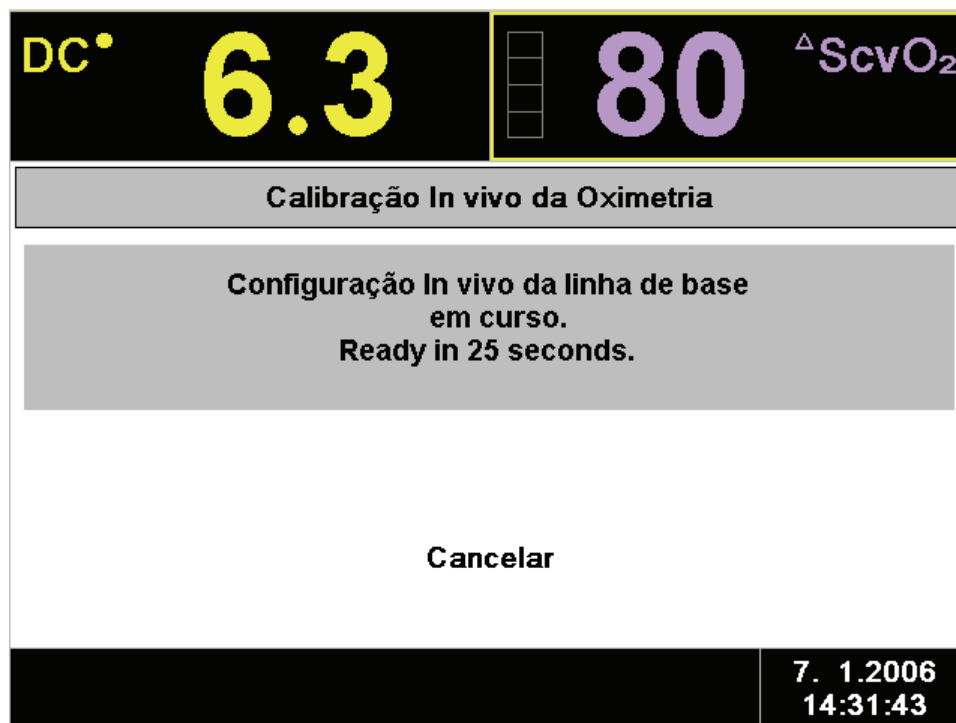 DC• 6.3 80 ΔScvO₂
Calibração In vivo da Oximetria
Configuração In vivo da linha de base
em curso.
Ready in 25 seconds.
Cancelar
7. 1.2006
14:31:43